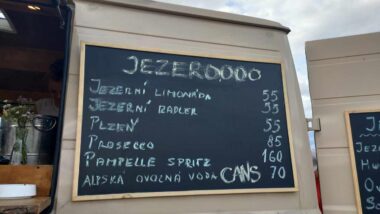 JEZEROOOO
JEZERNÍ LIMONÁDA 55
JEZERNÍ RADLER 55
PLZEŇ 55
PROSECCO 85
PAMPELLE SPRITZ 160
ALPSKÁ OVOCNÁ VODA CANS 70